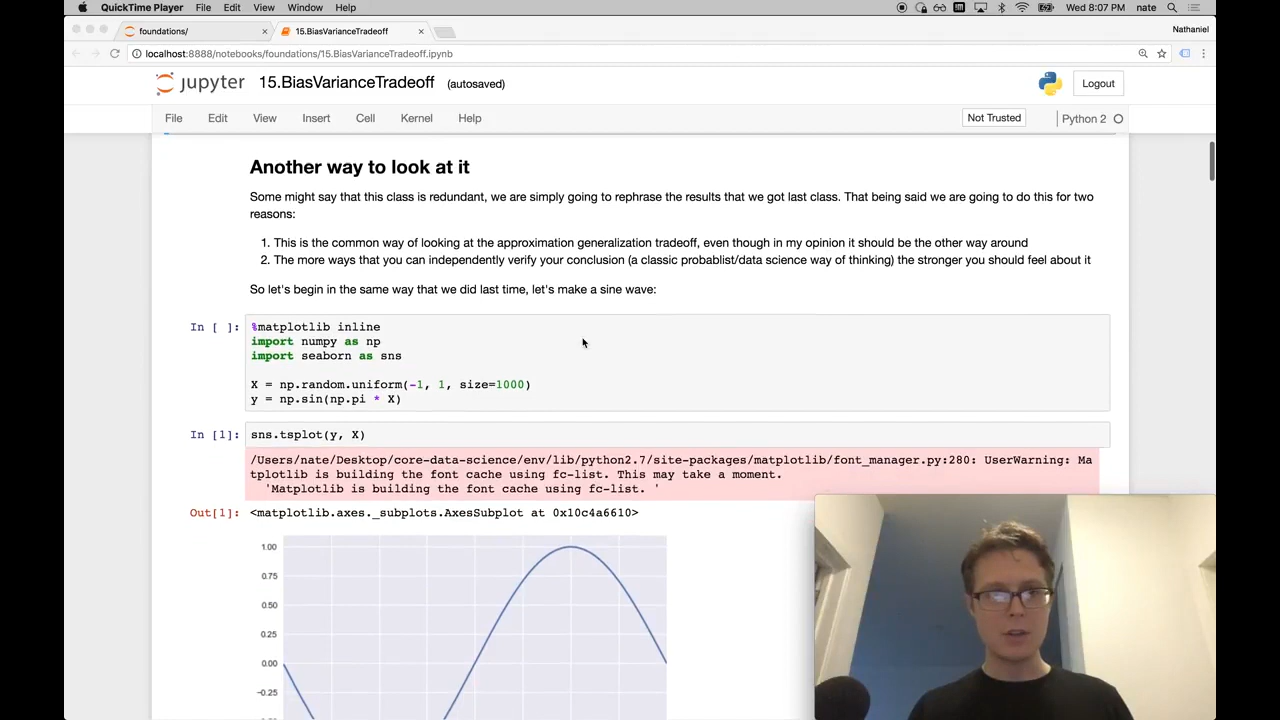 QuickTime Player File Edit View Window Help Wed 8:07 PM nate
foundations/ × 15.BiasVarianceTradeoff × Nathaniel
localhost:8888/notebooks/foundations/15.BiasVarianceTradeoff.ipynb
jupyter 15.BiasVarianceTradeoff (autosaved) Logout
File Edit View Insert Cell Kernel Help Not Trusted Python 2
Another way to look at it
Some might say that this class is redundant, we are simply going to rephrase the results that we got last class. That being said we are going to do this for two
reasons:
1. This is the common way of looking at the approximation generalization tradeoff, even though in my opinion it should be the other way around
2. The more ways that you can independently verify your conclusion (a classic probablist/data science way of thinking) the stronger you should feel about it
So let's begin in the same way that we did last time, let's make a sine wave:
In [ ]: %matplotlib inline
import numpy as np
import seaborn as sns
X = np.random.uniform(-1, 1, size=1000)
y = np.sin(np.pi * X)
In [1]: sns.tsplot(y, X)
/Users/nate/Desktop/core-data-science/env/lib/python2.7/site-packages/matplotlib/font_manager.py:280: UserWarning: Ma
tplotlib is building the font cache using fc-list. This may take a moment.
'Matplotlib is building the font cache using fc-list. '
Out[1]: <matplotlib.axes._subplots.AxesSubplot at 0x10c4a6610>
1.00
0.75
0.50
0.25
0.00
-0.25